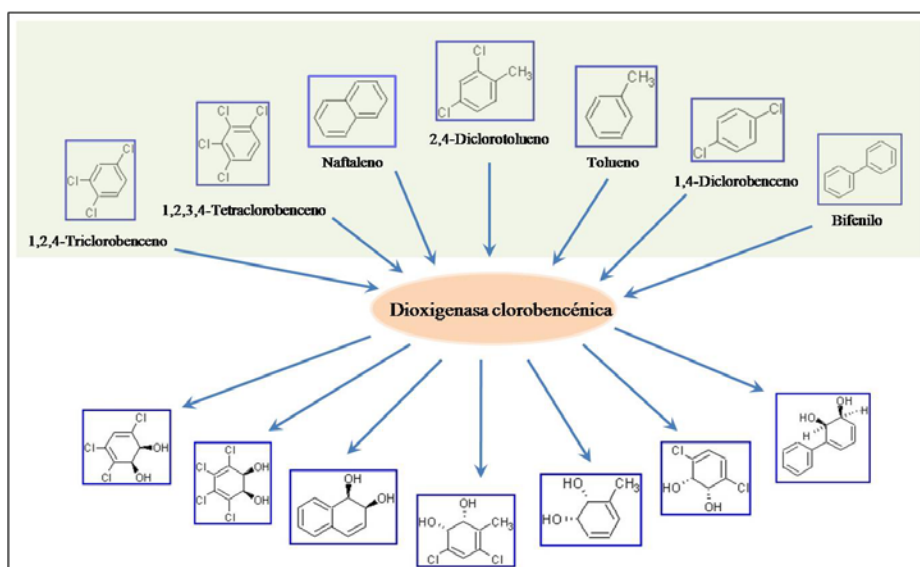 Cl
CH₃
Cl
CH₃
Cl
Cl
Cl
Cl
Cl
Cl
Cl
Cl
Cl
Cl
2,4-Diclorotolueno
Tolueno
1,4-Diclorobenceno
Naftaleno
1,2,3,4-Tetraclorobenceno
Bifenilo
1,2,4-Triclorobenceno
Dioxigenasa clorobencénica
Cl
OH
Cl
OH
Cl
Cl
Cl
OH
Cl
OH
Cl
OH
OH
OH
HO
CH₃
Cl
Cl
HO
CH₃
HO
Cl
HO
Cl
OH
OH
HO
H
H